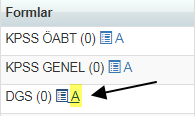 Formlar
KPSS ÖABT (0) A
KPSS GENEL (0) A
DGS (0) A